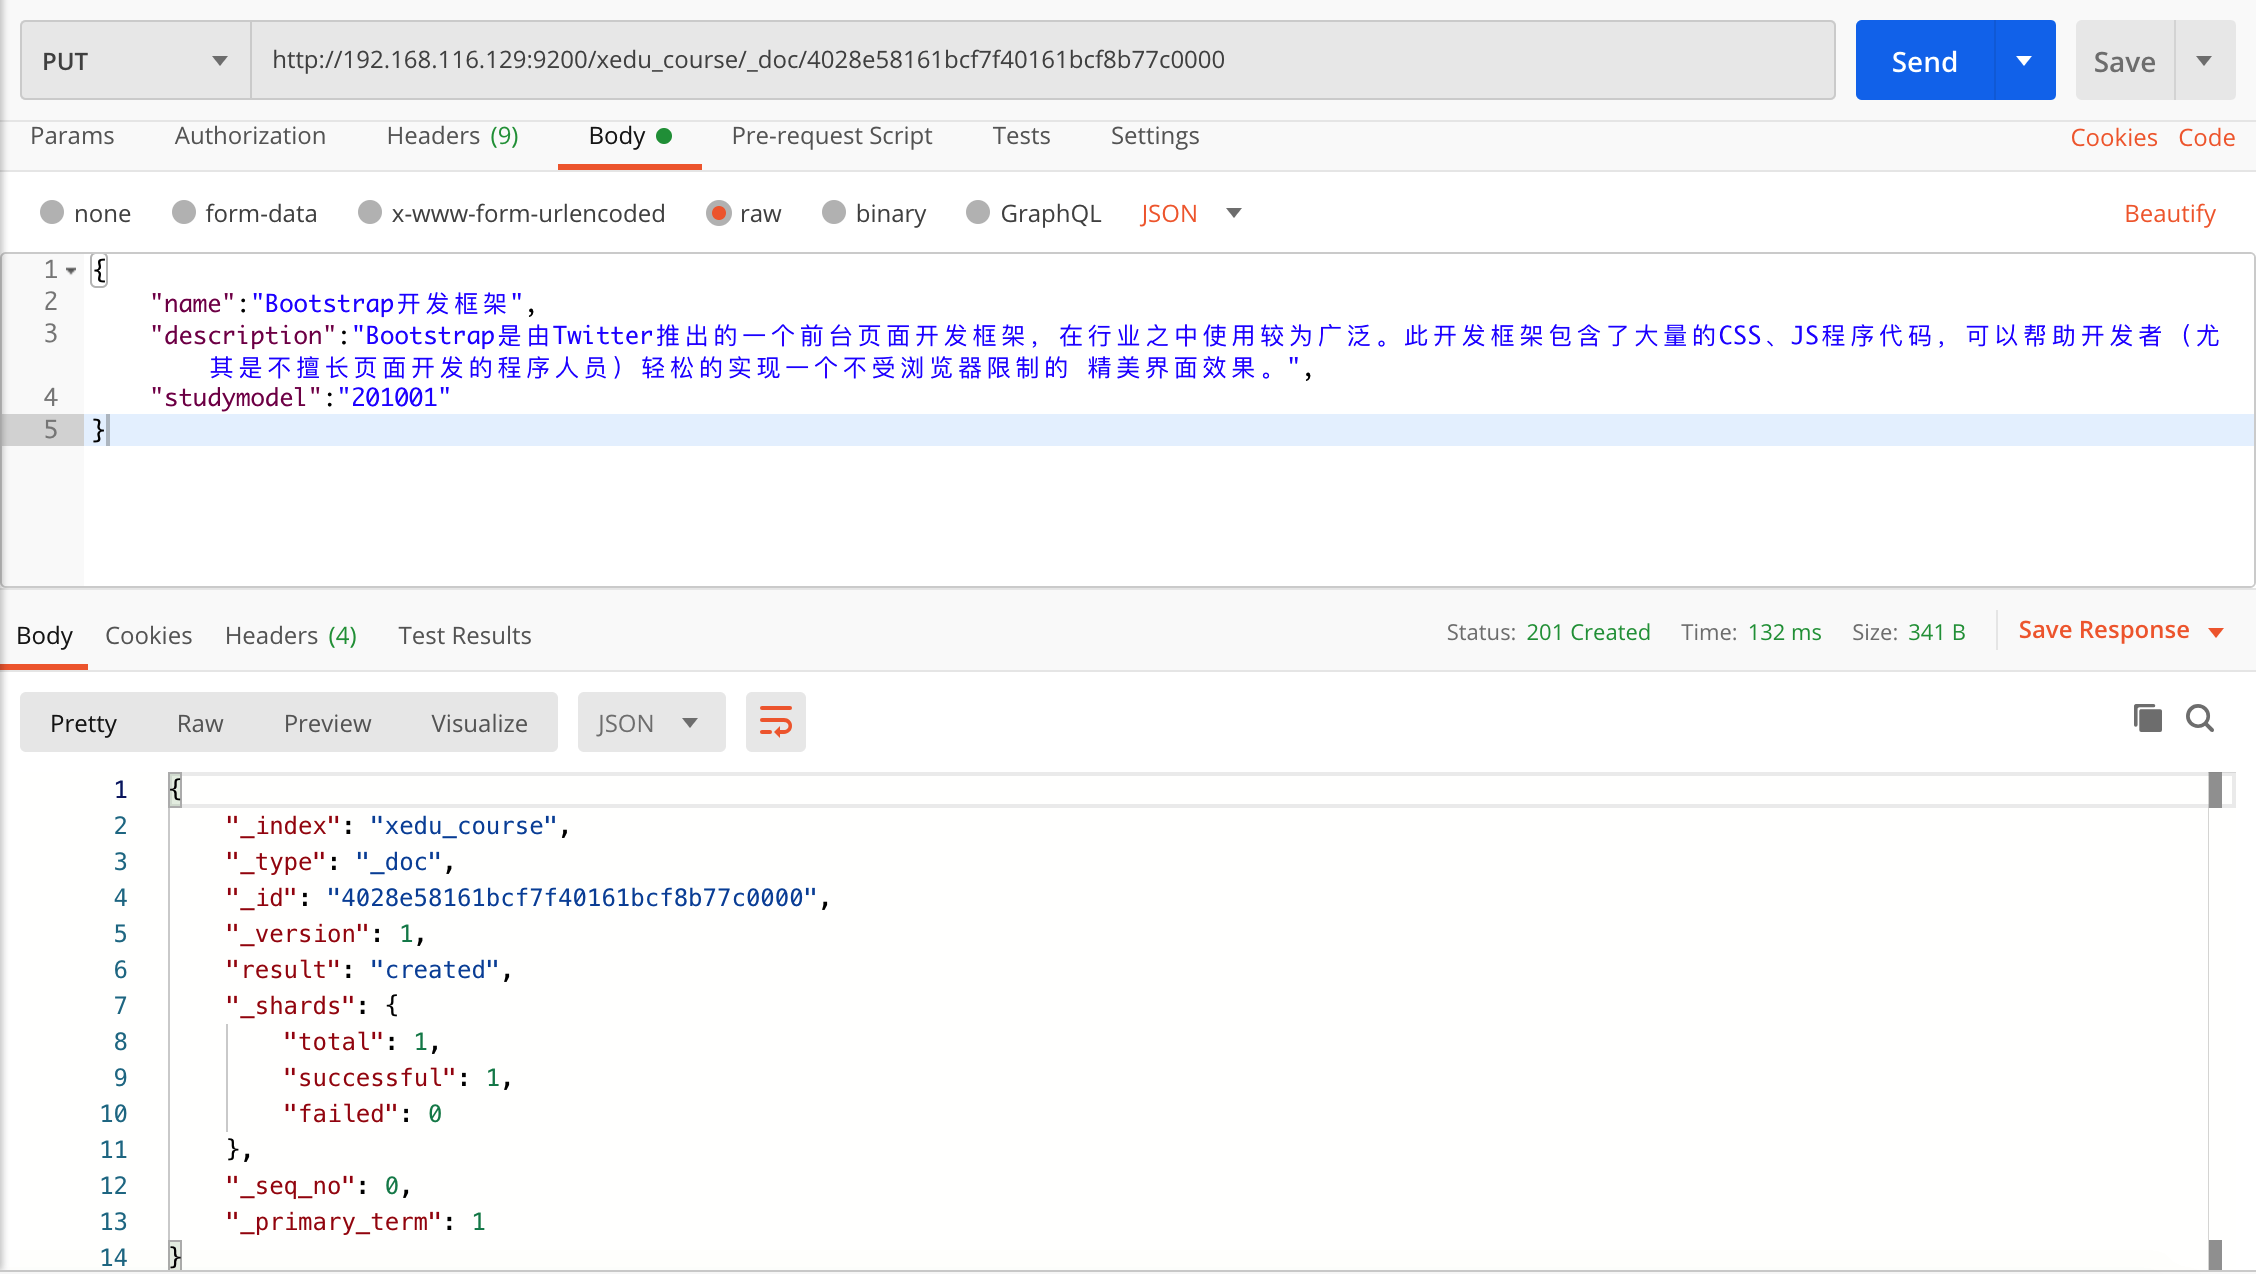 PUT
http://192.168.116.129:9200/xedu_course/_doc/4028e58161bcf7f40161bcf8b77c0000
Send
Save
Params Authorization Headers (9) Body Pre-request Script Tests Settings Cookies Code
none form-data x-www-form-urlencoded raw binary GraphQL JSON Beautify
1 {
2 "name":"Bootstrap开发框架",
3 "description":"Bootstrap是由Twitter推出的一个前台页面开发框架，在行业之中使用较为广泛。此开发框架包含了大量的CSS、JS程序代码，可以帮助开发者（尤
其是不擅长页面开发的程序人员）轻松的实现一个不受浏览器限制的 精美界面效果。",
4 "studymodel":"201001"
5 }
Body Cookies Headers (4) Test Results Status: 201 Created Time: 132 ms Size: 341 B Save Response
Pretty Raw Preview Visualize JSON
1 {
2 "_index": "xedu_course",
3 "_type": "_doc",
4 "_id": "4028e58161bcf7f40161bcf8b77c0000",
5 "_version": 1,
6 "result": "created",
7 "_shards": {
8 "total": 1,
9 "successful": 1,
10 "failed": 0
11 },
12 "_seq_no": 0,
13 "_primary_term": 1
14 }